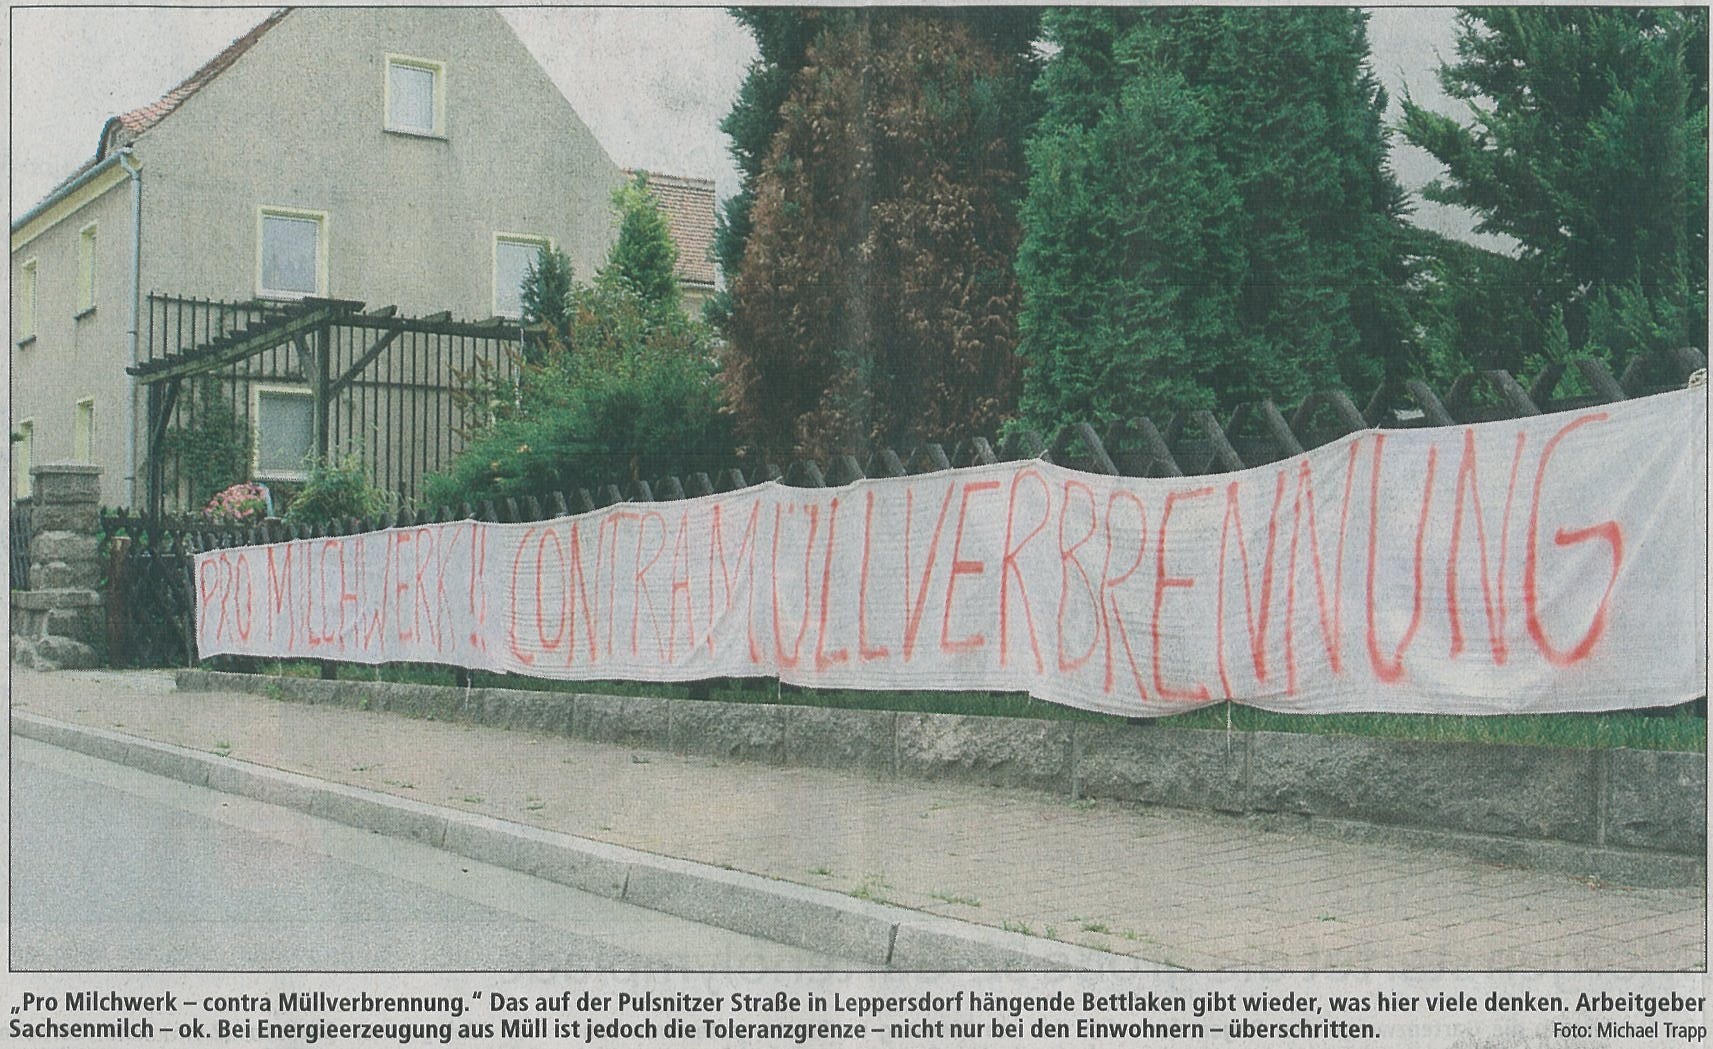 PRO MILCHWERK!! CONTRA MÜLLVERBRENNUNG
„Pro Milchwerk – contra Müllverbrennung.“ Das auf der Pulsnitzer Straße in Leppersdorf hängende Bettlaken gibt wieder, was hier viele denken. Arbeitgeber
Sachsenmilch – ok. Bei Energieerzeugung aus Müll ist jedoch die Toleranzgrenze – nicht nur bei den Einwohnern – überschritten. Foto: Michael Trapp